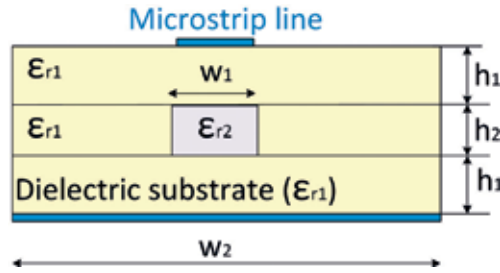 Microstrip line
εr1
w1
h1
εr1
εr2
h2
Dielectric substrate (εr1)
h1
w2